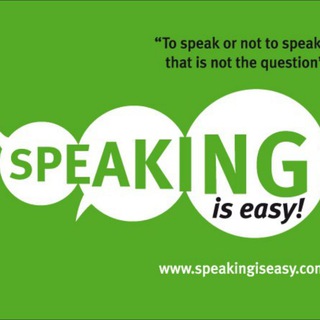 “To speak or not to speak
that is not the question”
SPEAKING
is easy!
www.speakingiseasy.com